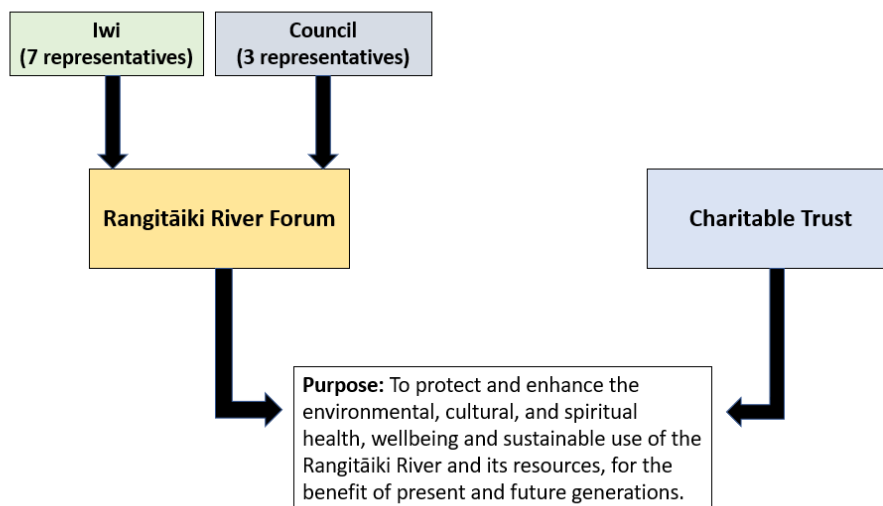 Iwi
(7 representatives)
Council
(3 representatives)
Rangitāiki River Forum
Charitable Trust
Purpose: To protect and enhance the
environmental, cultural, and spiritual
health, wellbeing and sustainable use of the
Rangitāiki River and its resources, for the
benefit of present and future generations.